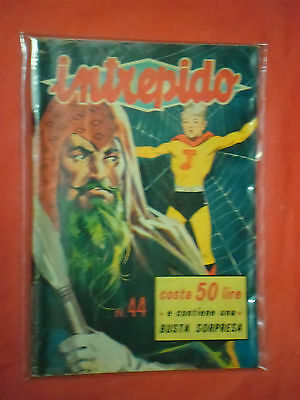 intrepido
J
N. 44
costa 50 lire
e contiene una
BUSTA SORPRESA